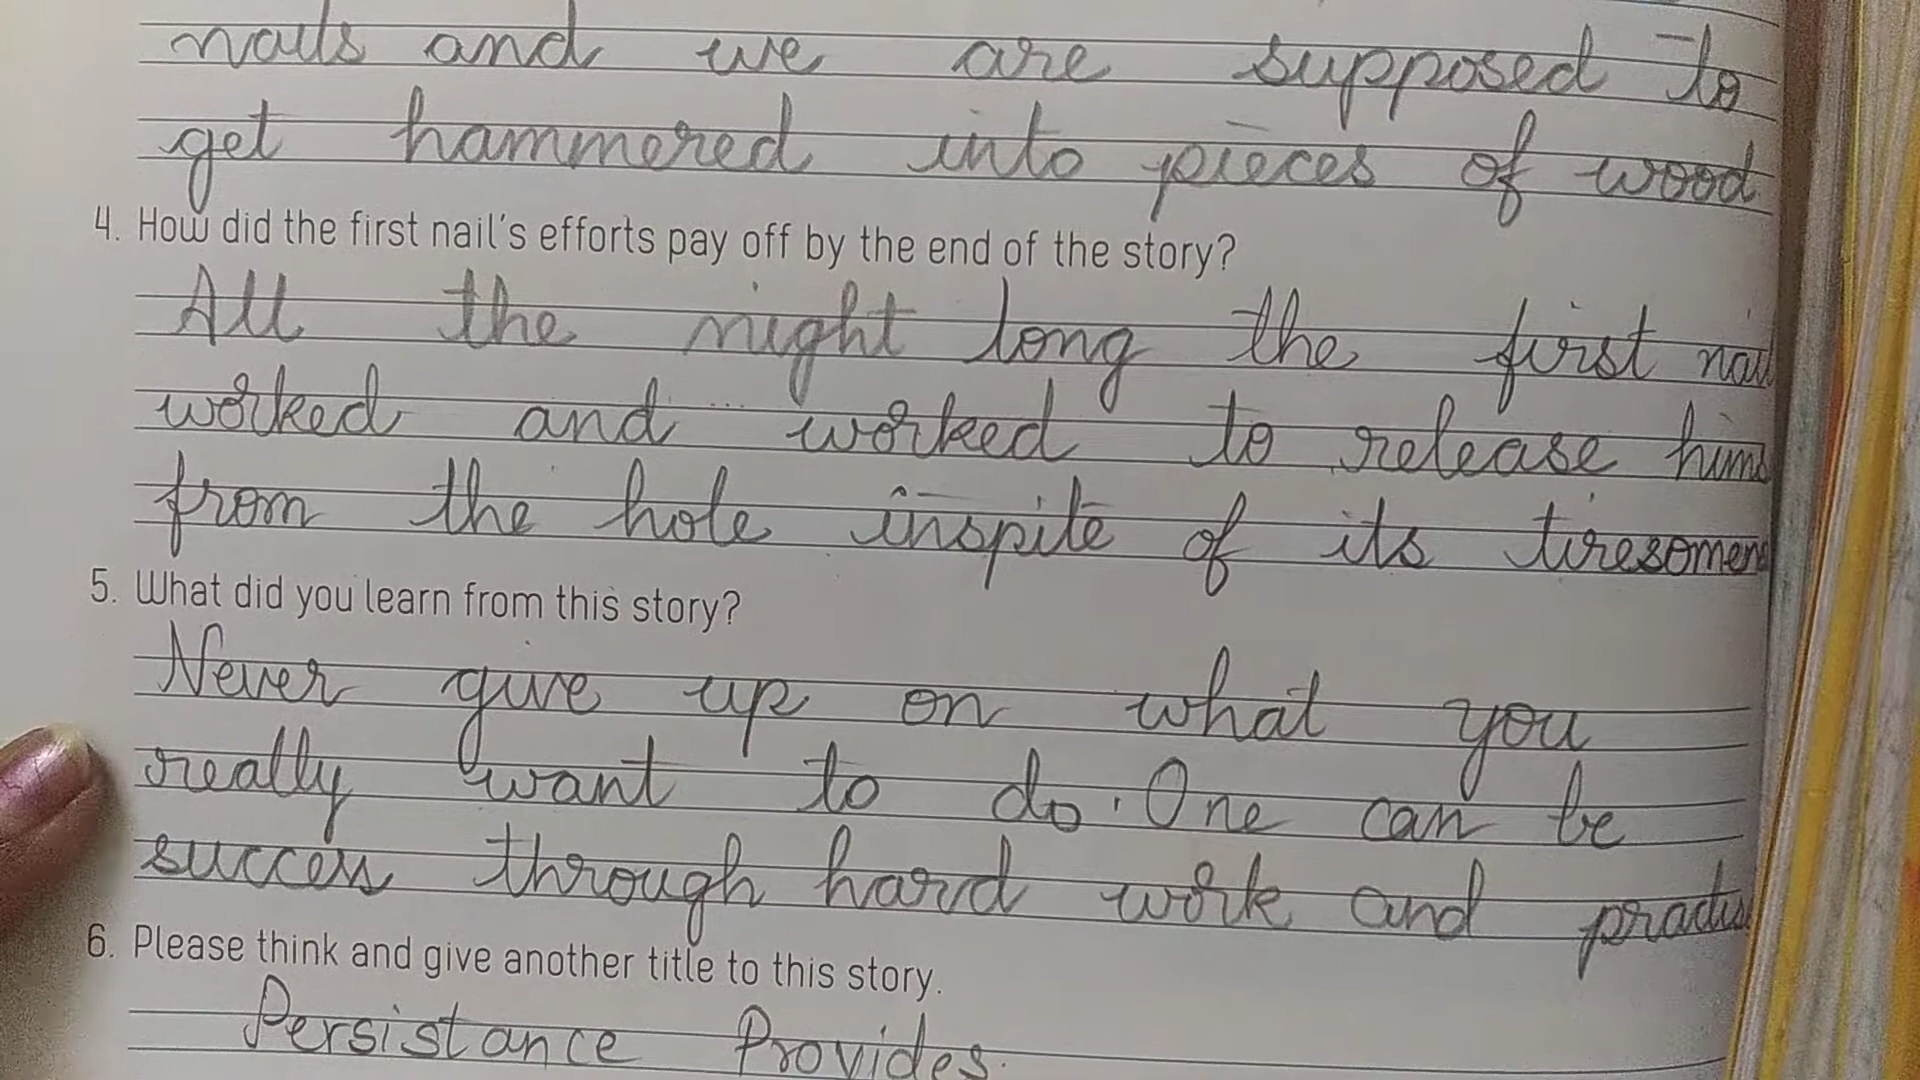 nails and we are supposed to
get hammered into pieces of wood
4. How did the first nail's efforts pay off by the end of the story?
All the night long the first nail
worked and worked to release
from the hole inspite of its
5. What did you learn from this story?
Never give up on what you
really want to do. One can be
success through hard work and
6. Please think and give another title to this story.
Persistance Provides.